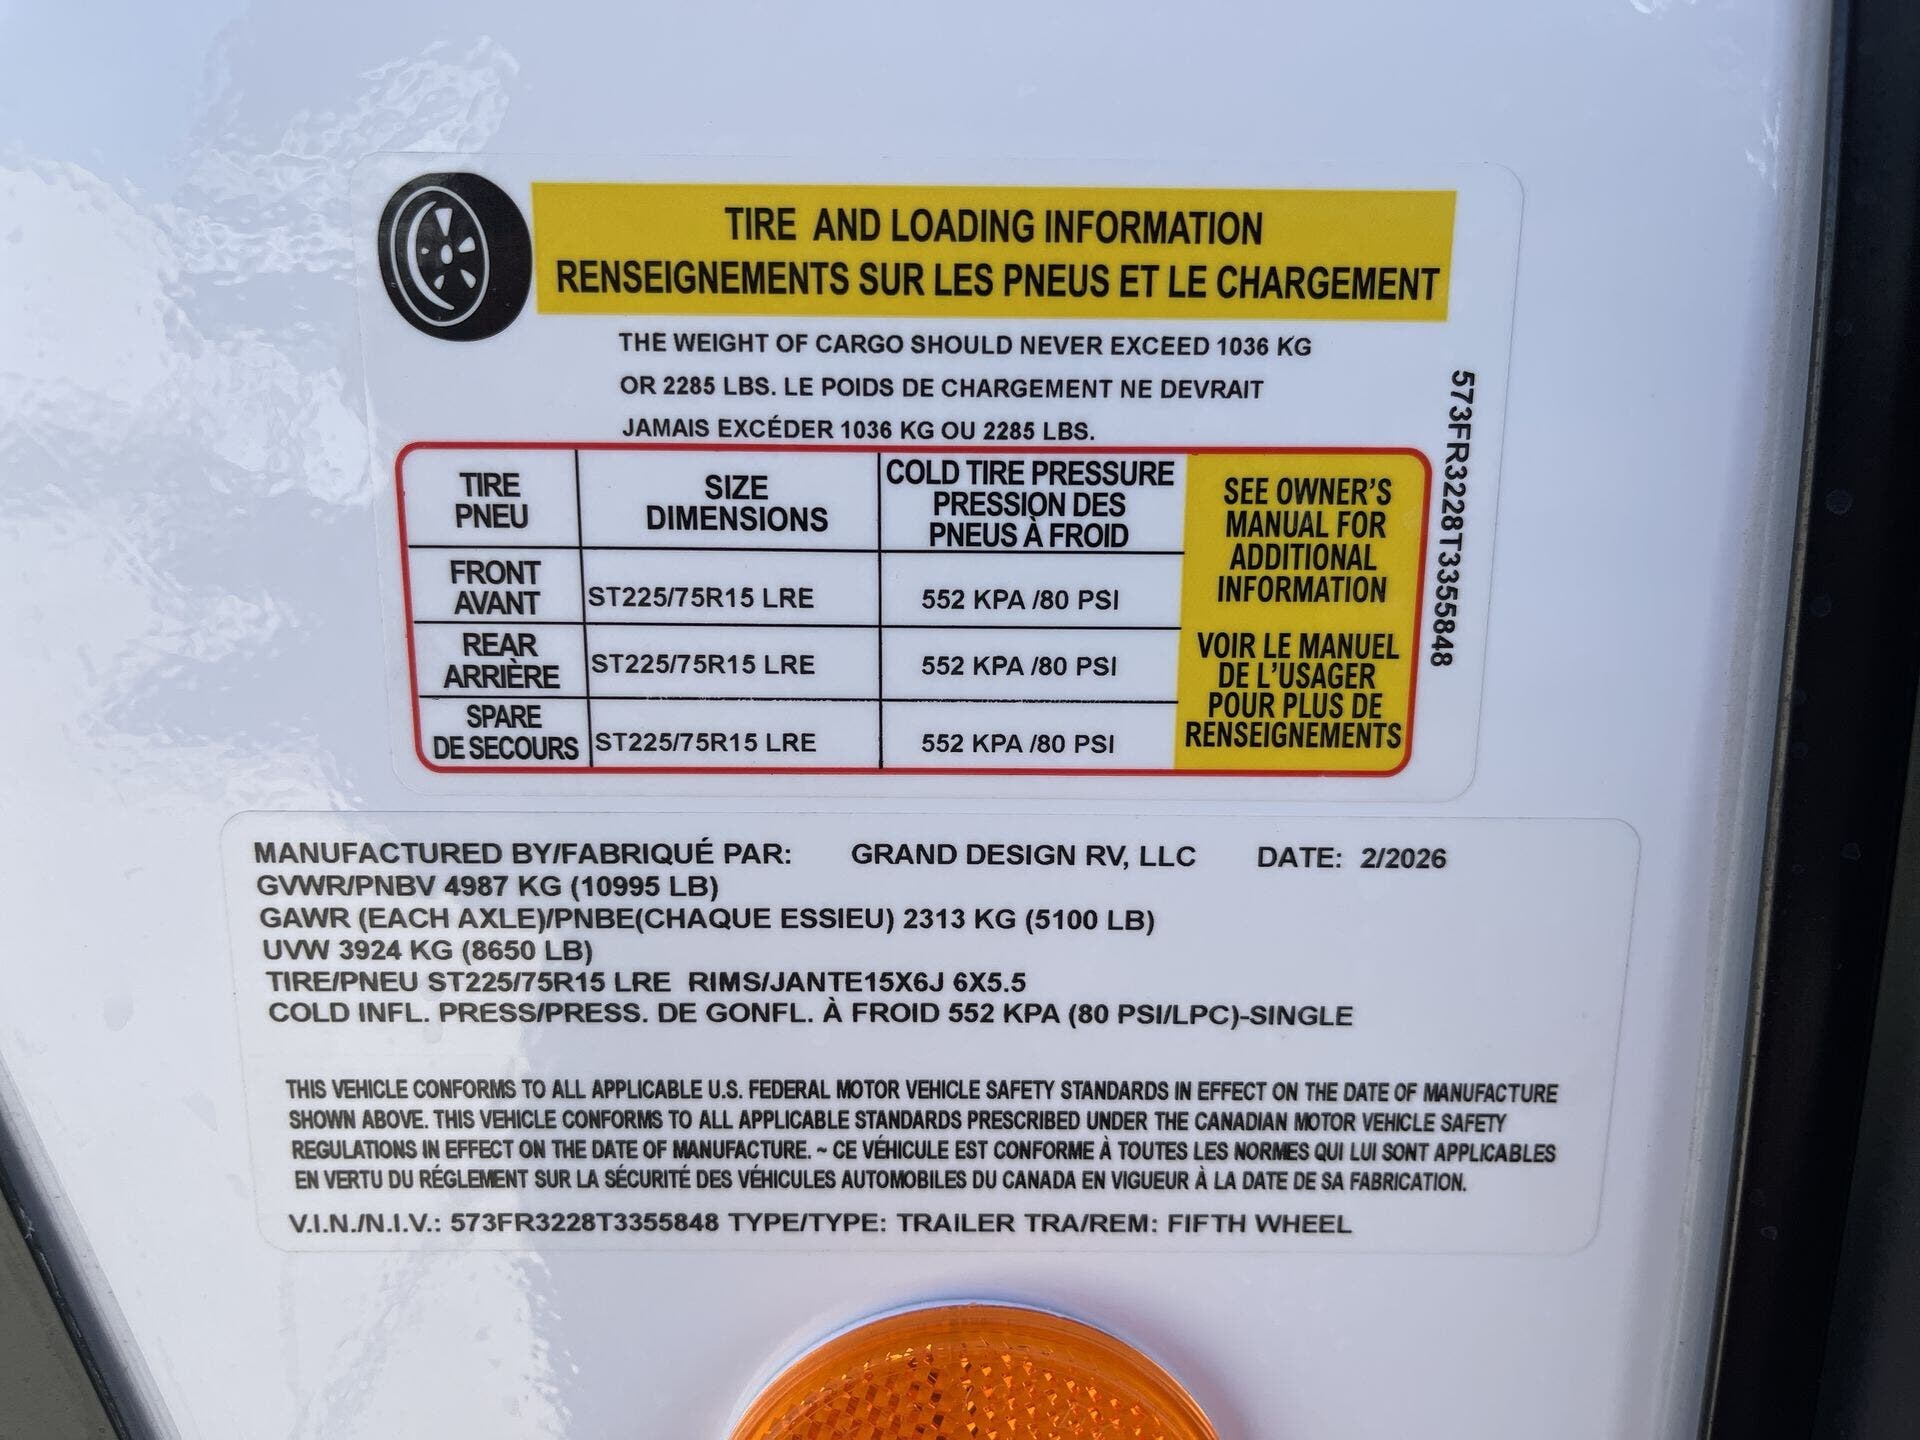 TIRE AND LOADING INFORMATION
RENSEIGNEMENTS SUR LES PNEUS ET LE CHARGEMENT
THE WEIGHT OF CARGO SHOULD NEVER EXCEED 1036 KG
OR 2285 LBS. LE POIDS DE CHARGEMENT NE DEVRAIT
JAMAIS EXCÉDER 1036 KG OU 2285 LBS.
TIRE
PNEU
SIZE
DIMENSIONS
COLD TIRE PRESSURE
PRESSION DES
PNEUS À FROID
FRONT
AVANT
ST225/75R15 LRE
552 KPA /80 PSI
REAR
ARRIÈRE
ST225/75R15 LRE
552 KPA /80 PSI
SPARE
DE SECOURS
ST225/75R15 LRE
552 KPA /80 PSI
SEE OWNER'S
MANUAL FOR
ADDITIONAL
INFORMATION
VOIR LE MANUEL
DE L'USAGER
POUR PLUS DE
RENSEIGNEMENTS
573FR3228T3355848
MANUFACTURED BY/FABRIQUÉ PAR: GRAND DESIGN RV, LLC DATE: 2/2026
GVWR/PNBV 4987 KG (10995 LB)
GAWR (EACH AXLE)/PNBE(CHAQUE ESSIEU) 2313 KG (5100 LB)
UVW 3924 KG (8650 LB)
TIRE/PNEU ST225/75R15 LRE RIMS/JANTE15X6J 6X5.5
COLD INFL. PRESS/PRESS. DE GONFL. À FROID 552 KPA (80 PSI/LPC)-SINGLE
THIS VEHICLE CONFORMS TO ALL APPLICABLE U.S. FEDERAL MOTOR VEHICLE SAFETY STANDARDS IN EFFECT ON THE DATE OF MANUFACTURE
SHOWN ABOVE. THIS VEHICLE CONFORMS TO ALL APPLICABLE STANDARDS PRESCRIBED UNDER THE CANADIAN MOTOR VEHICLE SAFETY
REGULATIONS IN EFFECT ON THE DATE OF MANUFACTURE. ~ CE VÉHICULE EST CONFORME À TOUTES LES NORMES QUI LUI SONT APPLICABLES
EN VERTU DU RÉGLEMENT SUR LA SÉCURITÉ DES VÉHICULES AUTOMOBILES DU CANADA EN VIGUEUR À LA DATE DE SA FABRICATION.
V.I.N./N.I.V.: 573FR3228T3355848 TYPE/TYPE: TRAILER TRA/REM: FIFTH WHEEL